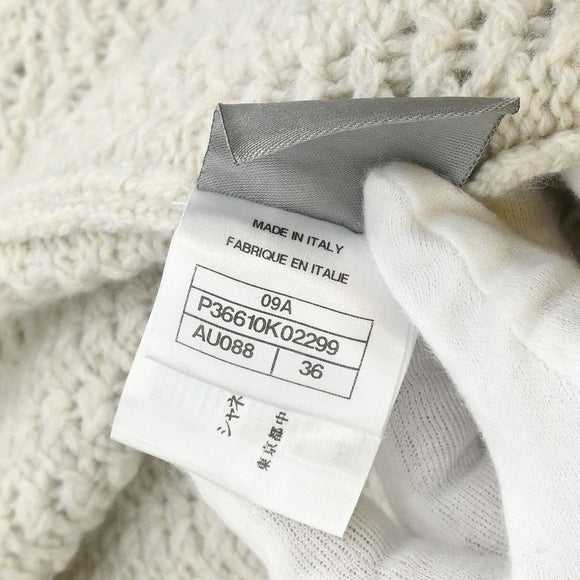 MADE IN ITALY
FABRIQUE EN ITALIE
09A
P36610K02299
AU088 36
シャネ
東京都中